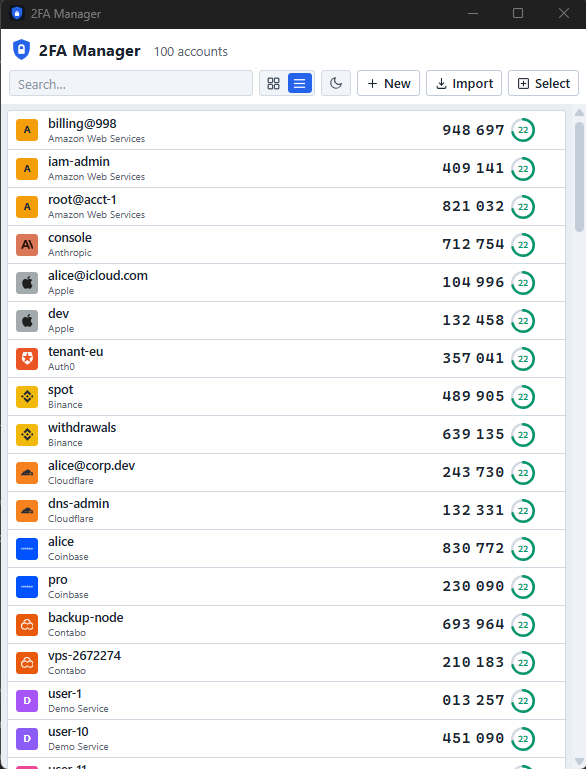 2FA Manager
2FA Manager 100 accounts
Search... New Import Select
A billing@998 948 697 22
Amazon Web Services
A iam-admin 409 141 22
Amazon Web Services
A root@acct-1 821 032 22
Amazon Web Services
console 712 754 22
Anthropic
alice@icloud.com 104 996 22
Apple
dev 132 458 22
Apple
tenant-eu 357 041 22
Auth0
spot 489 905 22
Binance
withdrawals 639 135 22
Binance
alice@corp.dev 243 730 22
Cloudflare
dns-admin 132 331 22
Cloudflare
alice 830 772 22
Coinbase
pro 230 090 22
Coinbase
backup-node 693 964 22
Contabo
vps-2672274 210 183 22
Contabo
D user-1 013 257 22
Demo Service
D user-10 451 090 22
Demo Service
user-11